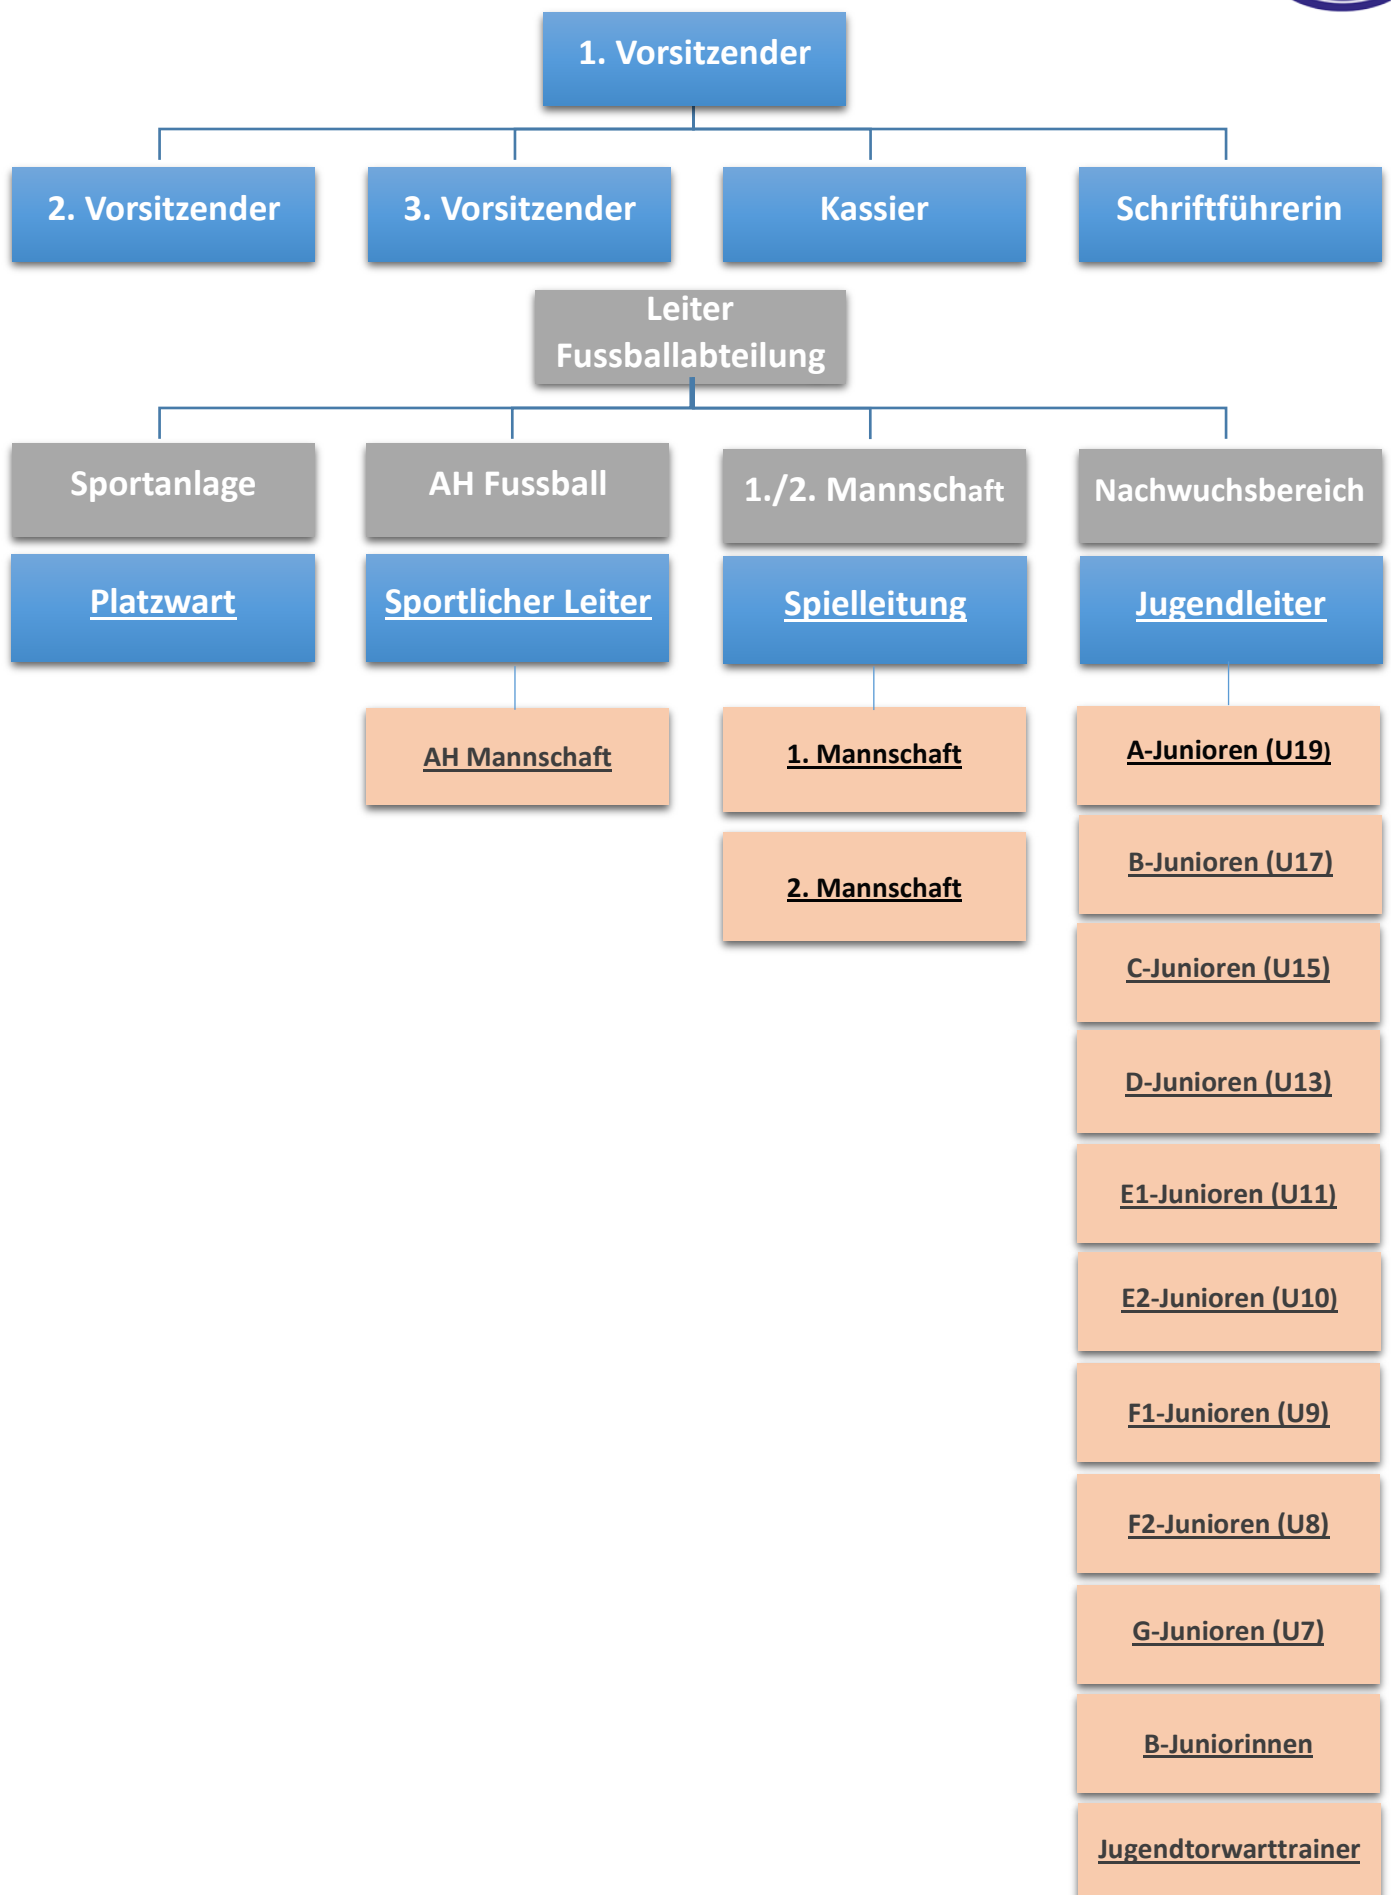 1. Vorsitzender
2. Vorsitzender
3. Vorsitzender
Kassier
Schriftführerin
Leiter
Fussballabteilung
Sportanlage
AH Fussball
1./2. Mannschaft
Nachwuchsbereich
Platzwart
Sportlicher Leiter
Spielleitung
Jugendleiter
AH Mannschaft
1. Mannschaft
2. Mannschaft
A-Junioren (U19)
B-Junioren (U17)
C-Junioren (U15)
D-Junioren (U13)
E1-Junioren (U11)
E2-Junioren (U10)
F1-Junioren (U9)
F2-Junioren (U8)
G-Junioren (U7)
B-Juniorinnen
Jugendtorwarttrainer